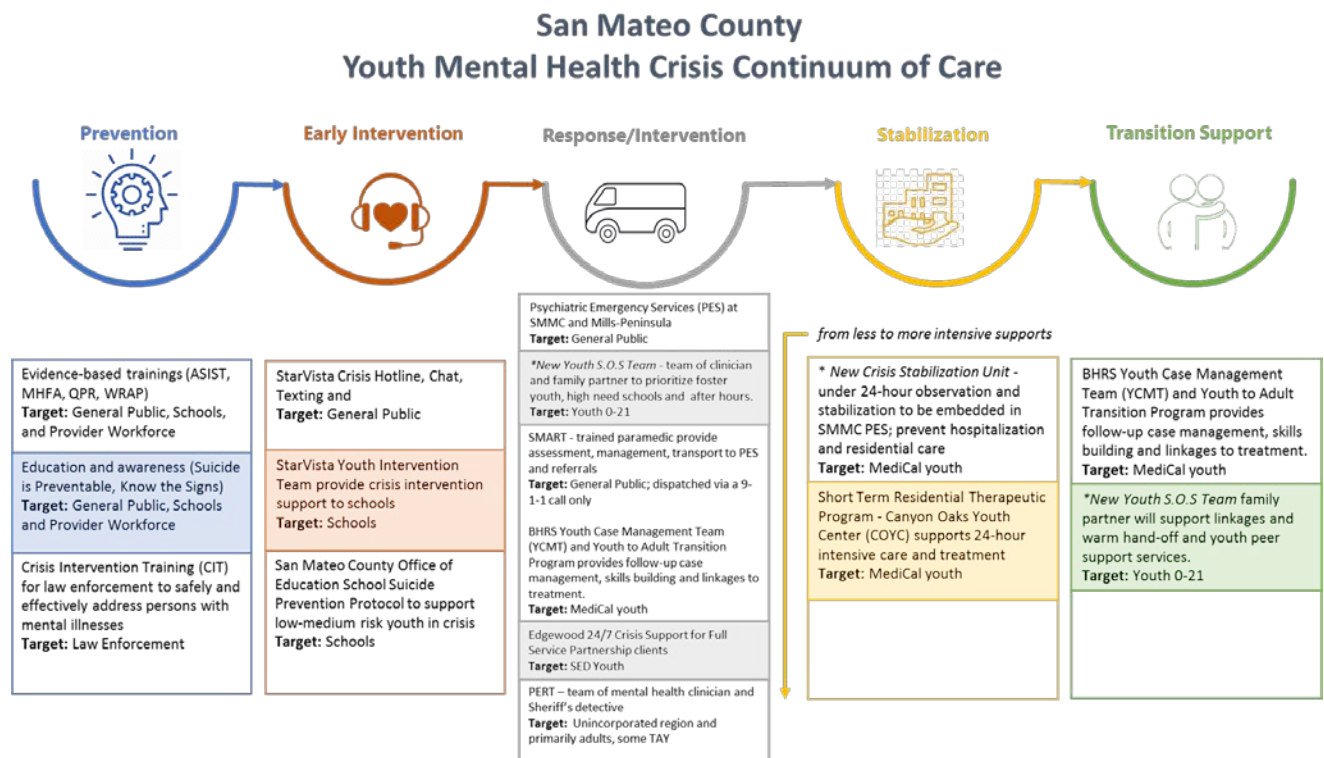 San Mateo County
Youth Mental Health Crisis Continuum of Care
Prevention
Early Intervention
Response/Intervention
Stabilization
Transition Support
Evidence-based trainings (ASIST,
MHFA, QPR, WRAP)
Target: General Public, Schools,
and Provider Workforce
Education and awareness (Suicide
is Preventable, Know the Signs)
Target: General Public, Schools
and Provider Workforce
Crisis Intervention Training (CIT)
for law enforcement to safely and
effectively address persons with
mental illnesses
Target: Law Enforcement
StarVista Crisis Hotline, Chat,
Texting and
Target: General Public
StarVista Youth Intervention
Team provide crisis intervention
support to schools
Target: Schools
San Mateo County Office of
Education School Suicide
Prevention Protocol to support
low-medium risk youth in crisis
Target: Schools
Psychiatric Emergency Services (PES) at
SMMC and Mills-Peninsula
Target: General Public
*New Youth S.O.S Team - team of clinician
and family partner to prioritize foster
youth, high need schools and after hours.
Target: Youth 0-21
SMART - trained paramedic provide
assessment, management, transport to PES
and referrals
Target: General Public; dispatched via a 9-
1-1 call only
BHRS Youth Case Management Team
(YCMT) and Youth to Adult Transition
Program provides follow-up case
management, skills building and linkages to
treatment.
Target: MediCal youth
Edgewood 24/7 Crisis Support for Full
Service Partnership clients
Target: SED Youth
PERT – team of mental health clinician and
Sheriff's detective
Target: Unincorporated region and
primarily adults, some TAY
from less to more intensive supports
* New Crisis Stabilization Unit -
under 24-hour observation and
stabilization to be embedded in
SMMC PES; prevent hospitalization
and residential care
Target: MediCal youth
Short Term Residential Therapeutic
Program - Canyon Oaks Youth
Center (COYC) supports 24-hour
intensive care and treatment
Target: MediCal youth
BHRS Youth Case Management
Team (YCMT) and Youth to Adult
Transition Program provides
follow-up case management, skills
building and linkages to treatment.
Target: MediCal youth
*New Youth S.O.S Team family
partner will support linkages and
warm hand-off and youth peer
support services.
Target: Youth 0-21